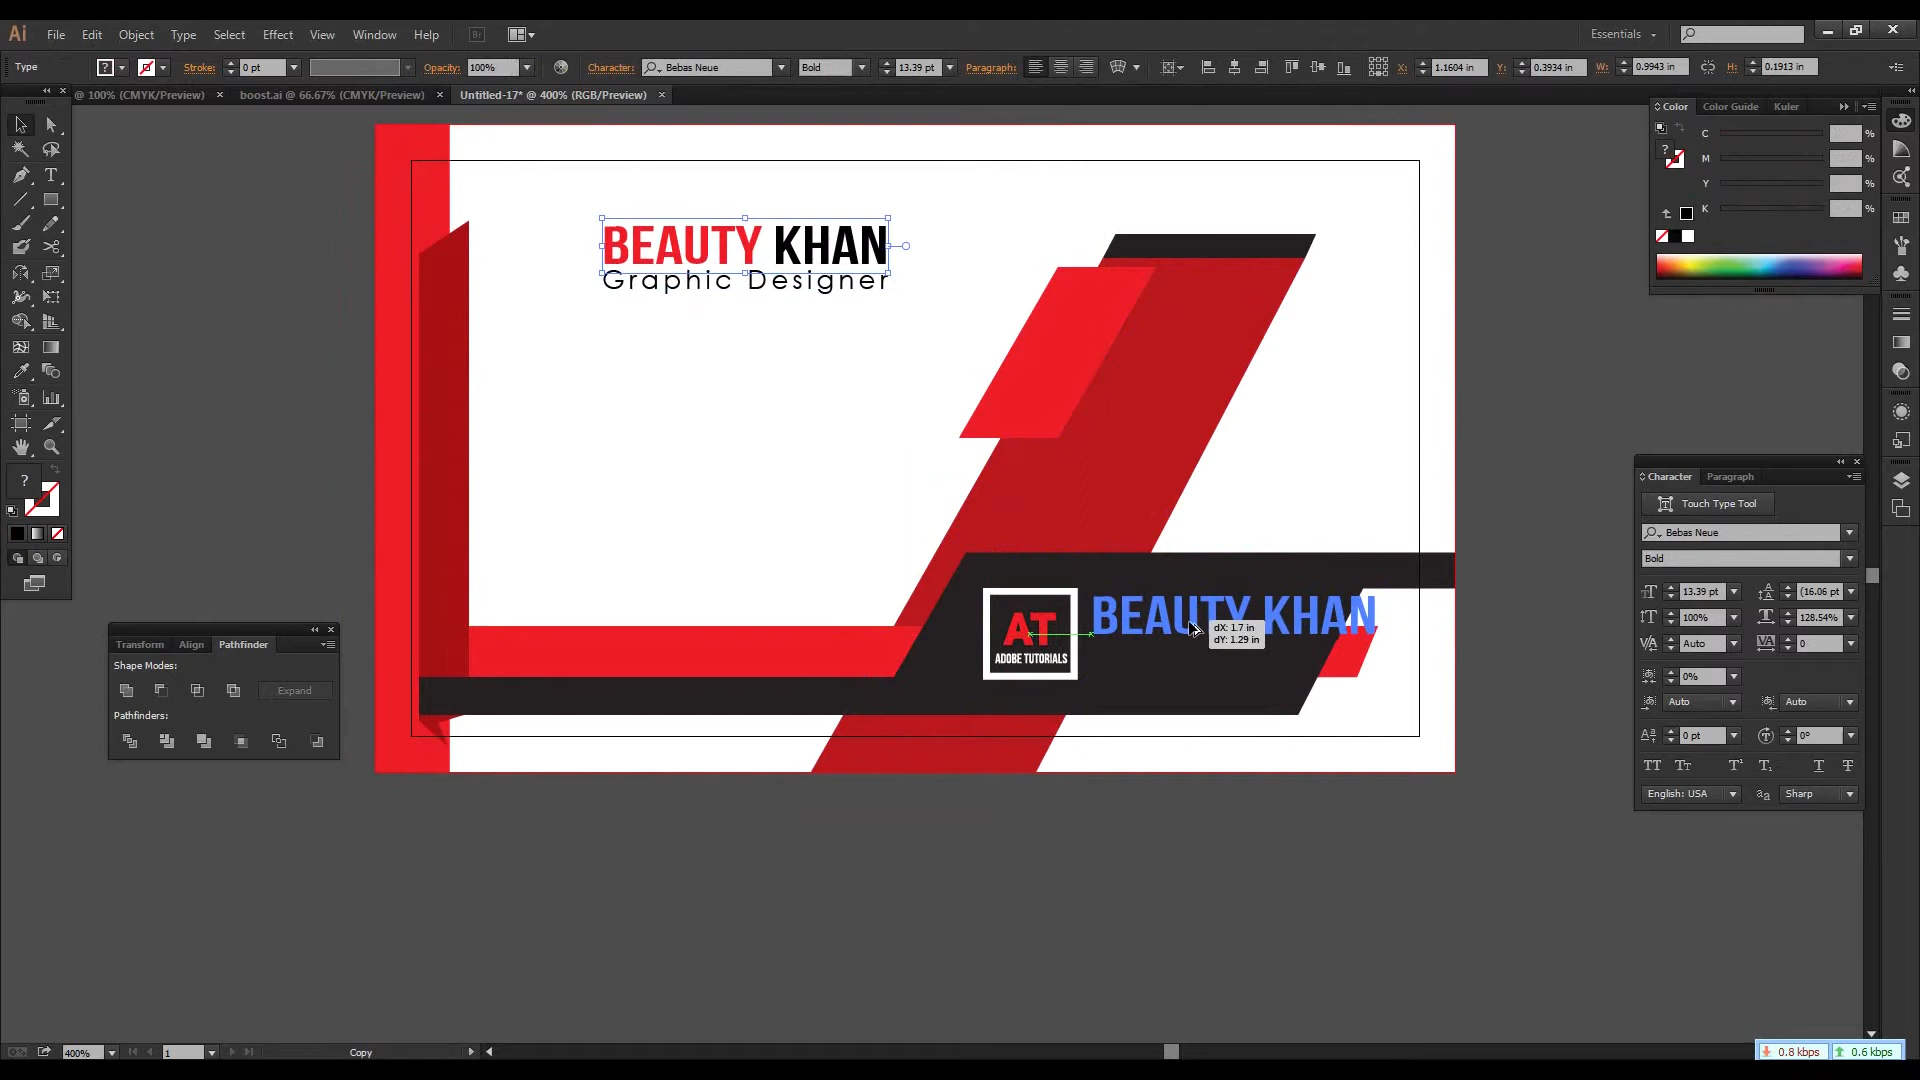 Ai File Edit Object Type Select Effect View Window Help Br Essentials
Type ? Stroke: 0 pt Opacity: 100% Character: Bebas Neue Bold 13.39 pt Paragraph: X: 1.1604 in Y: 0.3934 in W: 0.9943 in H: 0.1913 in
@ 100% (CMYK/Preview) × boost.ai @ 66.67% (CMYK/Preview) × Untitled-17* @ 400% (RGB/Preview) ×
Color Color Guide Kuler
C %
M %
Y %
K %
?
BEAUTY KHAN
Graphic Designer
AT
ADOBE TUTORIALS
BEAUTY KHAN
dX: 1.7 in
dY: 1.29 in
?
Transform Align Pathfinder
Shape Modes:
Expand
Pathfinders:
Character Paragraph
Touch Type Tool
Bebas Neue
Bold
13.39 pt (16.06 pt
100% 128.54%
Auto 0
0%
Auto Auto
0 pt 0°
TT TT T¹ T₁ T T
English: USA aa Sharp
400% 1 Copy
0.8 kbps 0.6 kbps